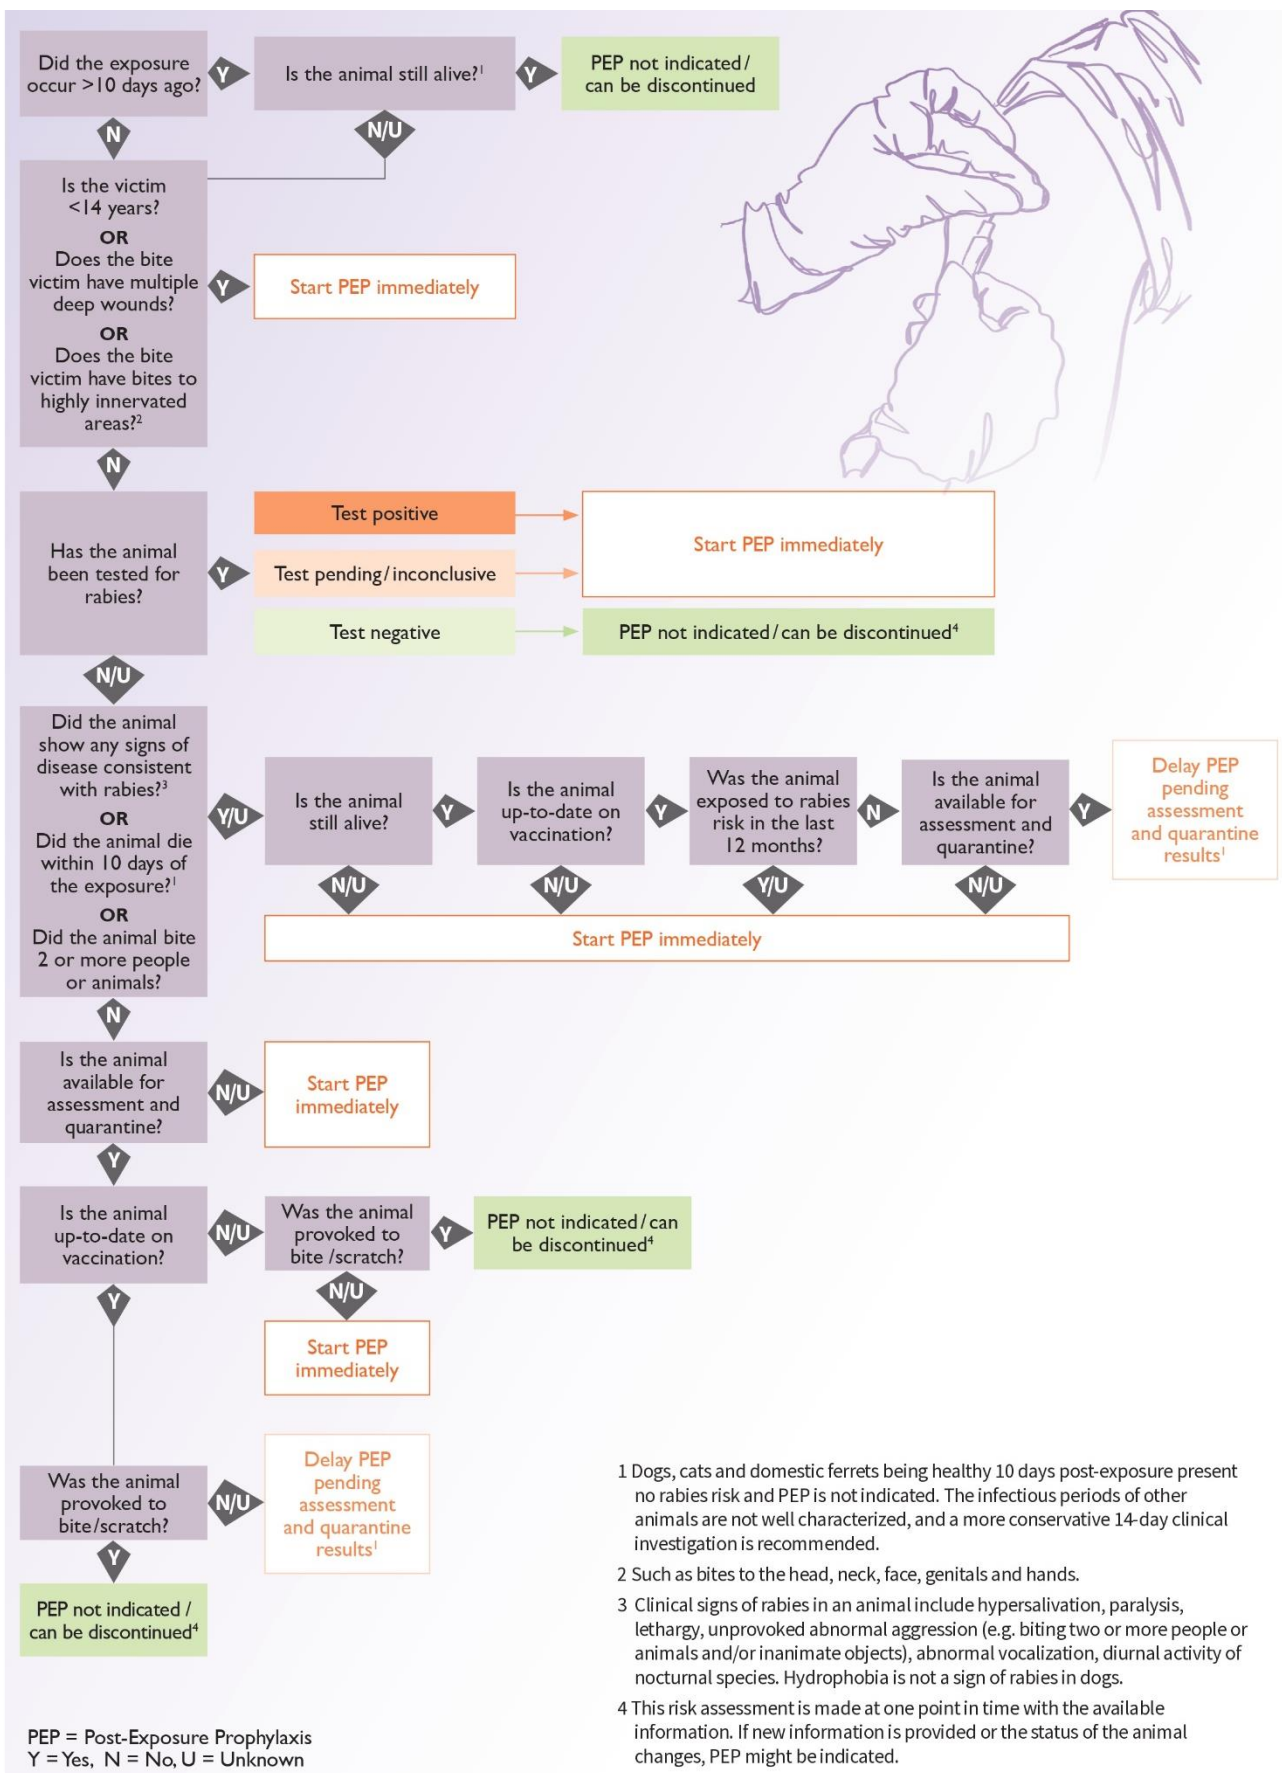 Did the exposure
occur >10 days ago?
Y
Is the animal still alive?¹
Y
PEP not indicated/
can be discontinued
N
N/U
Is the victim
<14 years?
OR
Does the bite
victim have multiple
deep wounds?
OR
Does the bite
victim have bites to
highly innervated
areas?²
Y
Start PEP immediately
N
Has the animal
been tested for
rabies?
Y
Test positive
Test pending/inconclusive
Start PEP immediately
Test negative
PEP not indicated/can be discontinued⁴
N/U
Did the animal
show any signs of
disease consistent
with rabies?³
OR
Did the animal die
within 10 days of
the exposure?¹
OR
Did the animal bite
2 or more people
or animals?
Y/U
Is the animal
still alive?
Y
Is the animal
up-to-date on
vaccination?
Y
Was the animal
exposed to rabies
risk in the last
12 months?
N
Is the animal
available for
assessment and
quarantine?
Y
Delay PEP
pending
assessment
and quarantine
results¹
N/U
N/U
Y/U
N/U
Start PEP immediately
N
Is the animal
available for
assessment and
quarantine?
N/U
Start PEP
immediately
Y
Is the animal
up-to-date on
vaccination?
N/U
Was the animal
provoked to
bite /scratch?
Y
PEP not indicated/can
be discontinued⁴
N/U
Start PEP
immediately
Y
Was the animal
provoked to
bite/scratch?
N/U
Delay PEP
pending
assessment
and quarantine
results¹
Y
PEP not indicated/
can be discontinued⁴
1 Dogs, cats and domestic ferrets being healthy 10 days post-exposure present
no rabies risk and PEP is not indicated. The infectious periods of other
animals are not well characterized, and a more conservative 14-day clinical
investigation is recommended.
2 Such as bites to the head, neck, face, genitals and hands.
3 Clinical signs of rabies in an animal include hypersalivation, paralysis,
lethargy, unprovoked abnormal aggression (e.g. biting two or more people or
animals and/or inanimate objects), abnormal vocalization, diurnal activity of
nocturnal species. Hydrophobia is not a sign of rabies in dogs.
4 This risk assessment is made at one point in time with the available
information. If new information is provided or the status of the animal
changes, PEP might be indicated.
PEP = Post-Exposure Prophylaxis
Y = Yes, N = No, U = Unknown